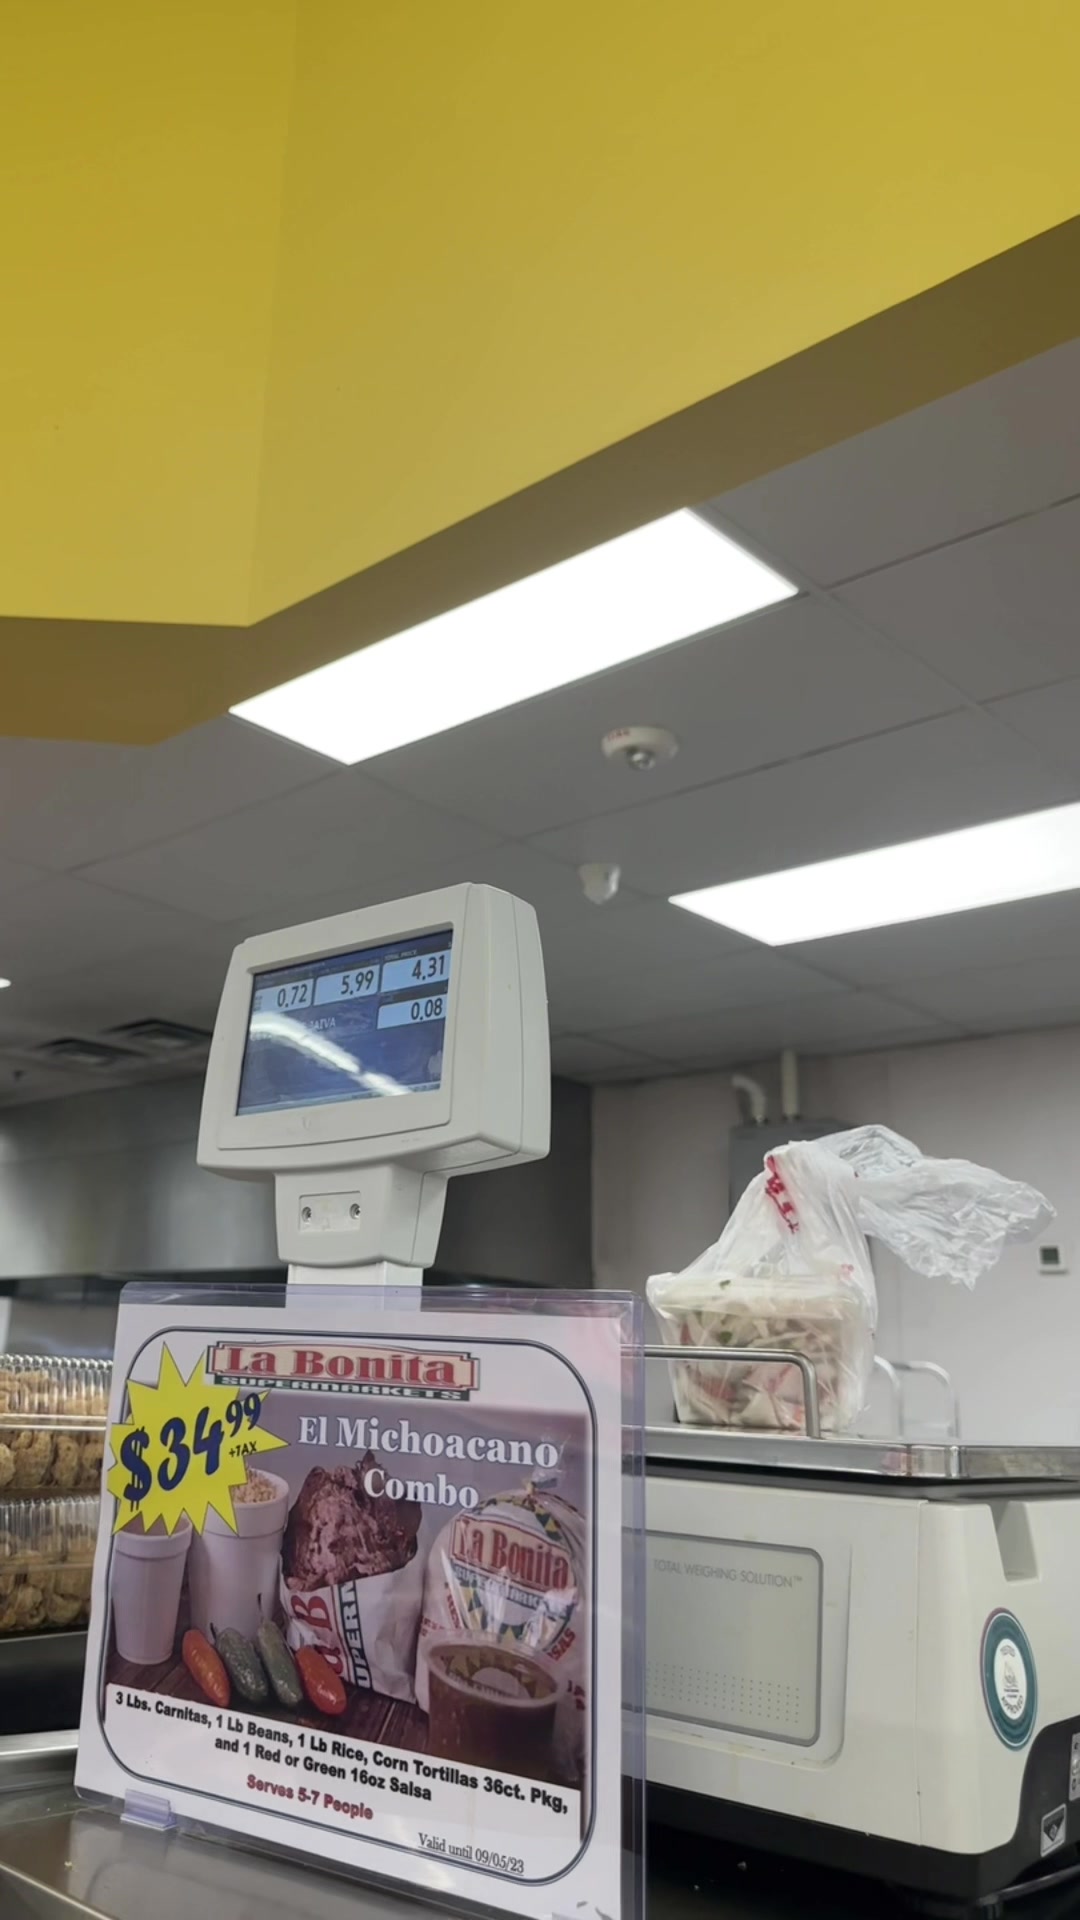 TOTAL PRICE
0.72 5.99 4.31
0.08
La Bonita
SUPERMARKETS
$34.99
+TAX
El Michoacano
Combo
La Bonita
3 Lbs. Carnitas, 1 Lb Beans, 1 Lb Rice, Corn Tortillas 36ct. Pkg,
and 1 Red or Green 16oz Salsa
Serves 5-7 People
Valid until 09/05/23
TOTAL WEIGHING SOLUTION™